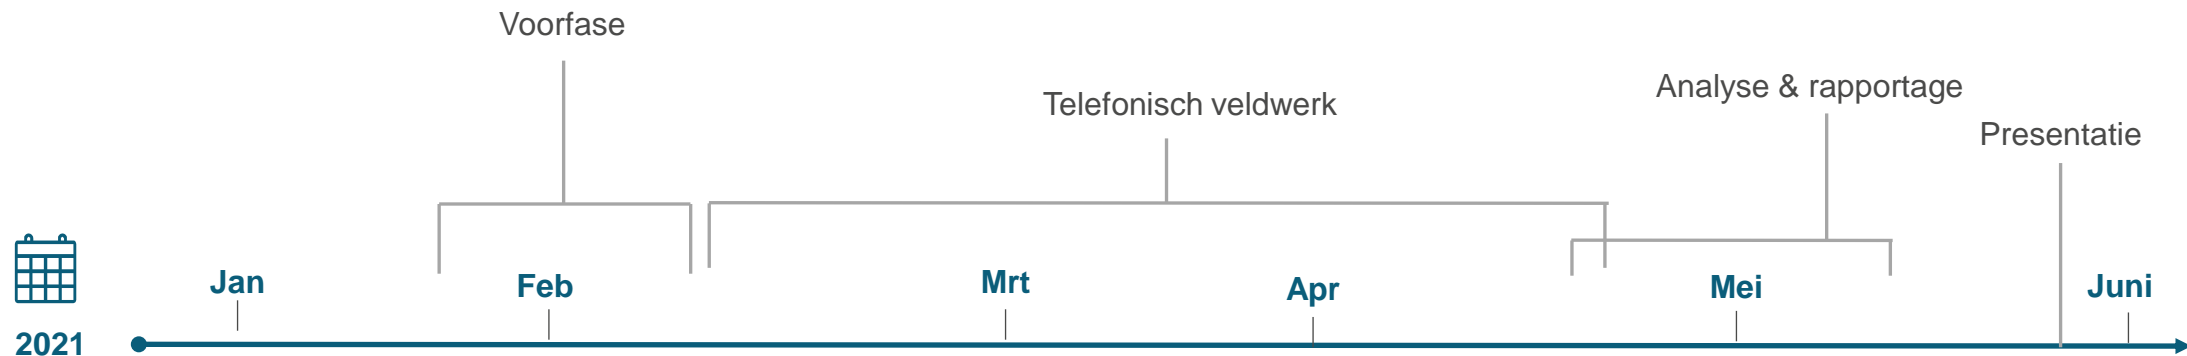 Voorfase
Telefonisch veldwerk
Analyse & rapportage
Presentatie
Jan
Feb
Mrt
Apr
Mei
Juni
2021